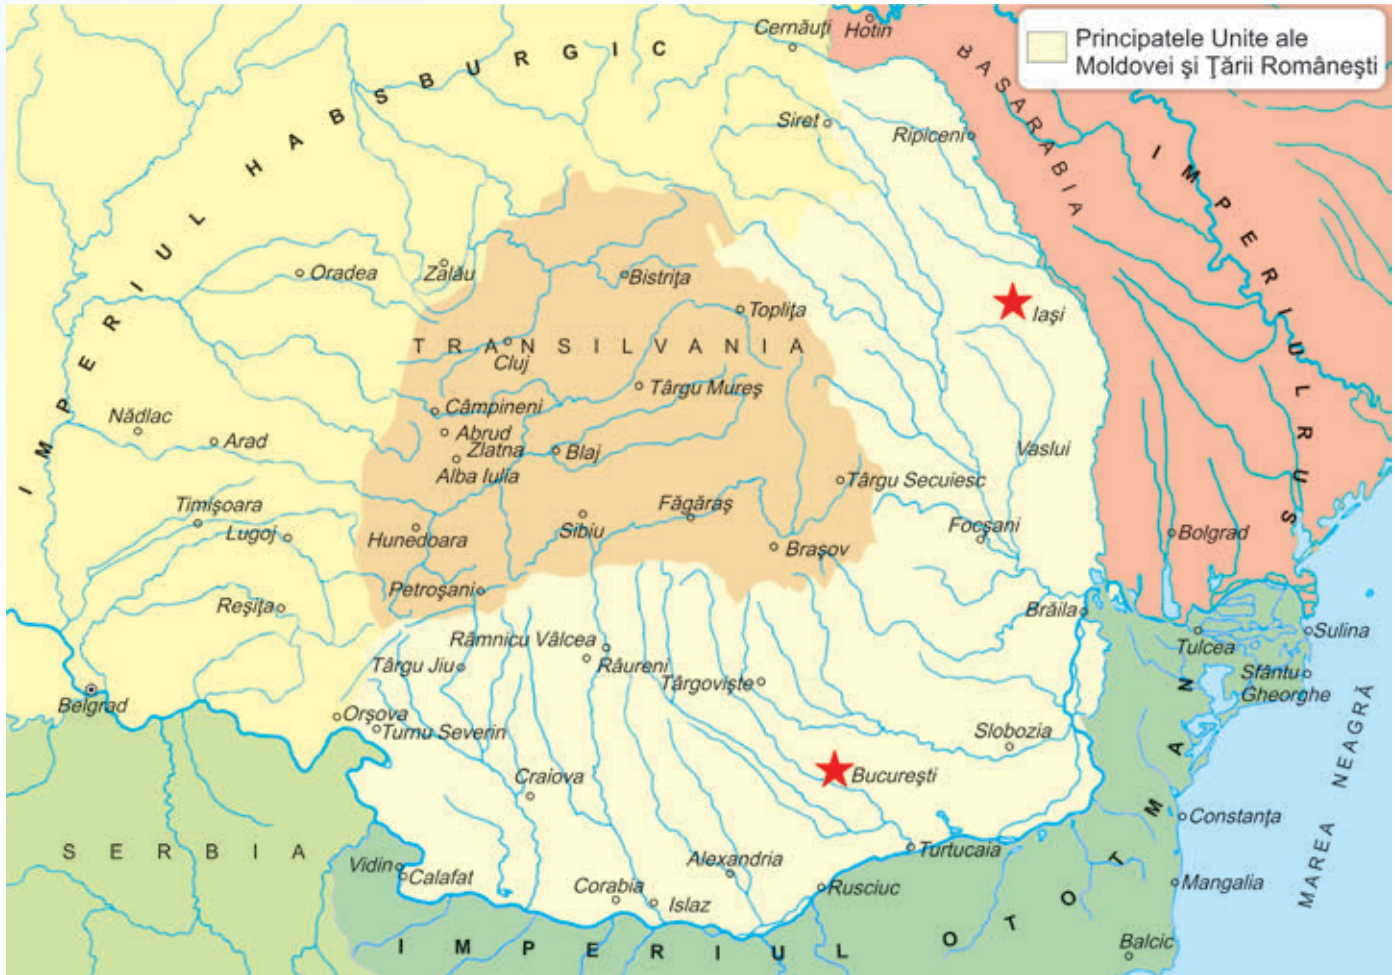 Principatele Unite ale
Moldovei şi Ţării Româneşti
IMPERIUL HABSBURGIC
Cernăuţi
Hotin
BASARABIA
IMPERIUL RUS
Siret
Ripiceni
Oradea
Zălău
Bistriţa
Topliţa
Iaşi
TRANSILVANIA
Cluj
Târgu Mureş
Câmpineni
Nădlac
Arad
Abrud
Zlatna
Blaj
Alba Iulia
Vaslui
Târgu Secuiesc
Timişoara
Lugoj
Hunedoara
Sibiu
Făgăraş
Braşov
Focşani
Bolgrad
Petroşani
Reşiţa
Brăila
Râmnicu Vâlcea
Târgu Jiu
Râureni
Târgovişte
Tulcea
Sulina
Sfântu
Gheorghe
Belgrad
Orşova
Turnu Severin
Slobozia
Craiova
Bucureşti
Constanţa
MAREA NEAGRĂ
SERBIA
Vidin
Calafat
Alexandria
Turtucaia
Corabia
Islaz
Rusciuc
Mangalia
IMPERIUL OTOTMAN
Balcic